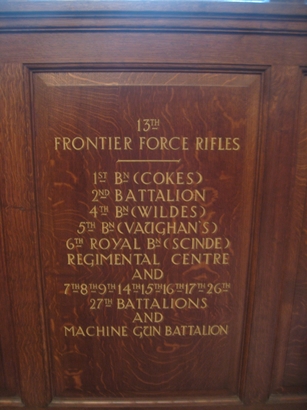 13TH
FRONTIER FORCE RIFLES
1ST BN (COKES)
2ND BATTALION
4TH BN (WILDES)
5TH BN (VAUGHAN'S)
6TH ROYAL BN (SCINDE)
REGIMENTAL CENTRE
AND
7TH 8TH 9TH 14TH 15TH 16TH 17TH 26TH
27TH BATTALIONS
AND
MACHINE GUN BATTALION